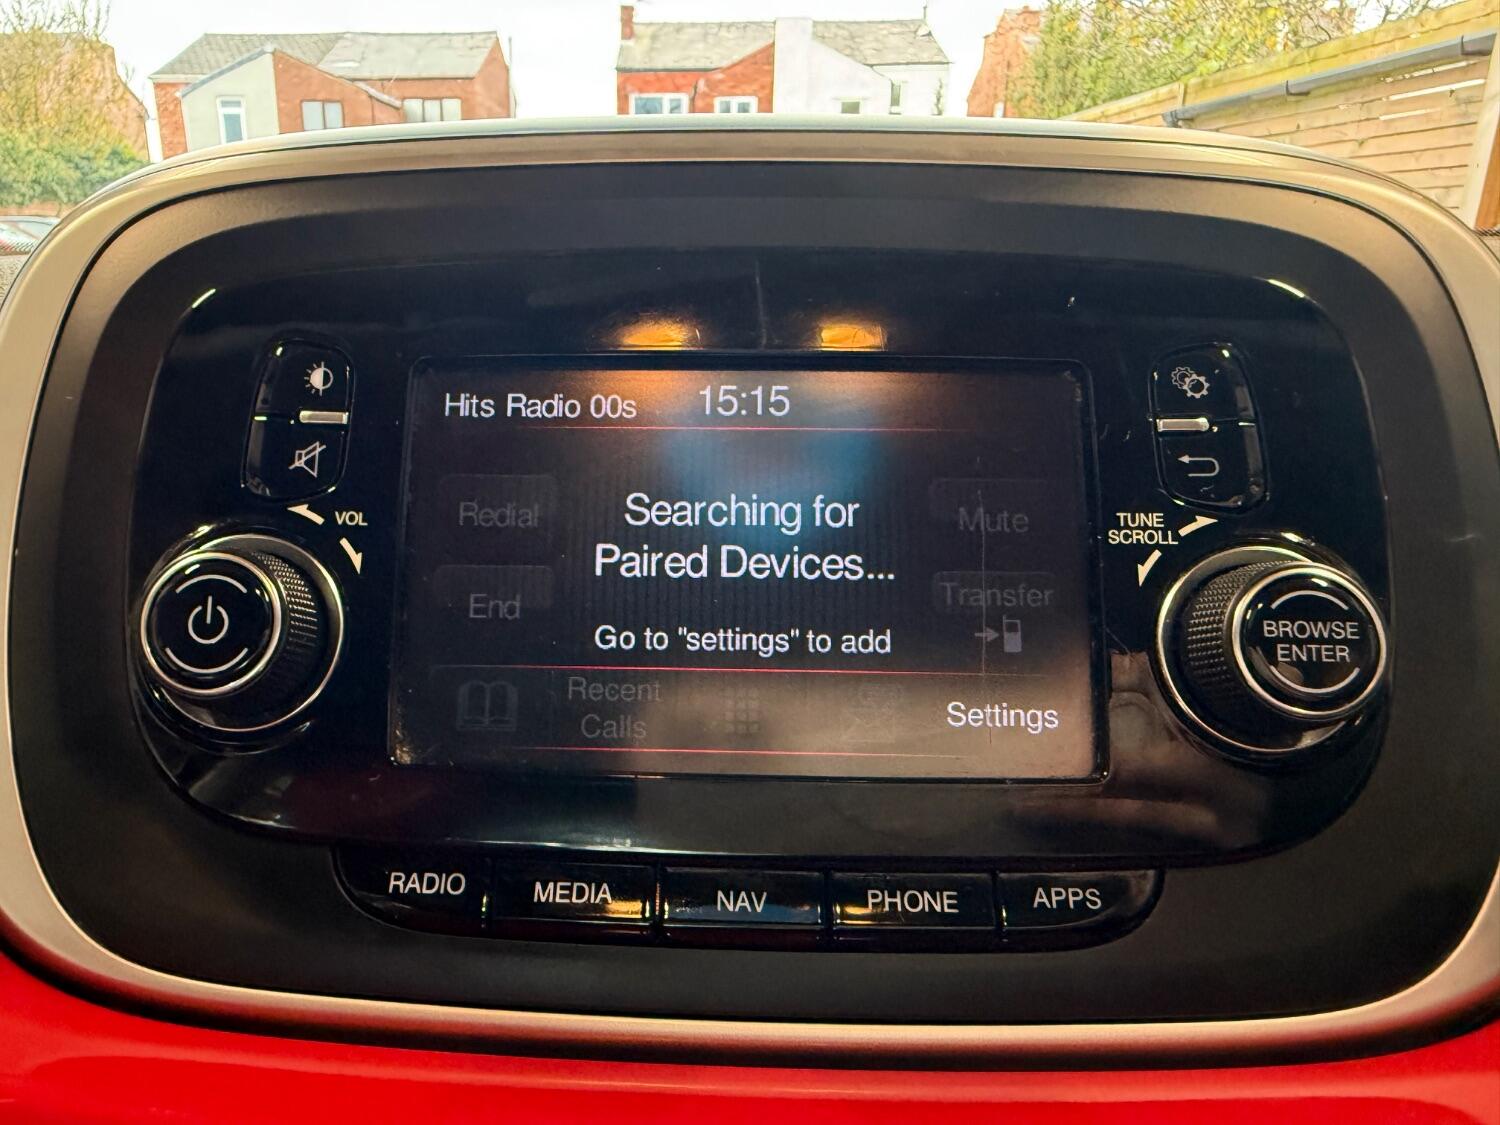 Hits Radio 00s 15:15
Redial
Searching for
Paired Devices...
Mute
End
Transfer
Go to "settings" to add
Recent
Calls
Settings
VOL
TUNE
SCROLL
BROWSE
ENTER
RADIO MEDIA NAV PHONE APPS